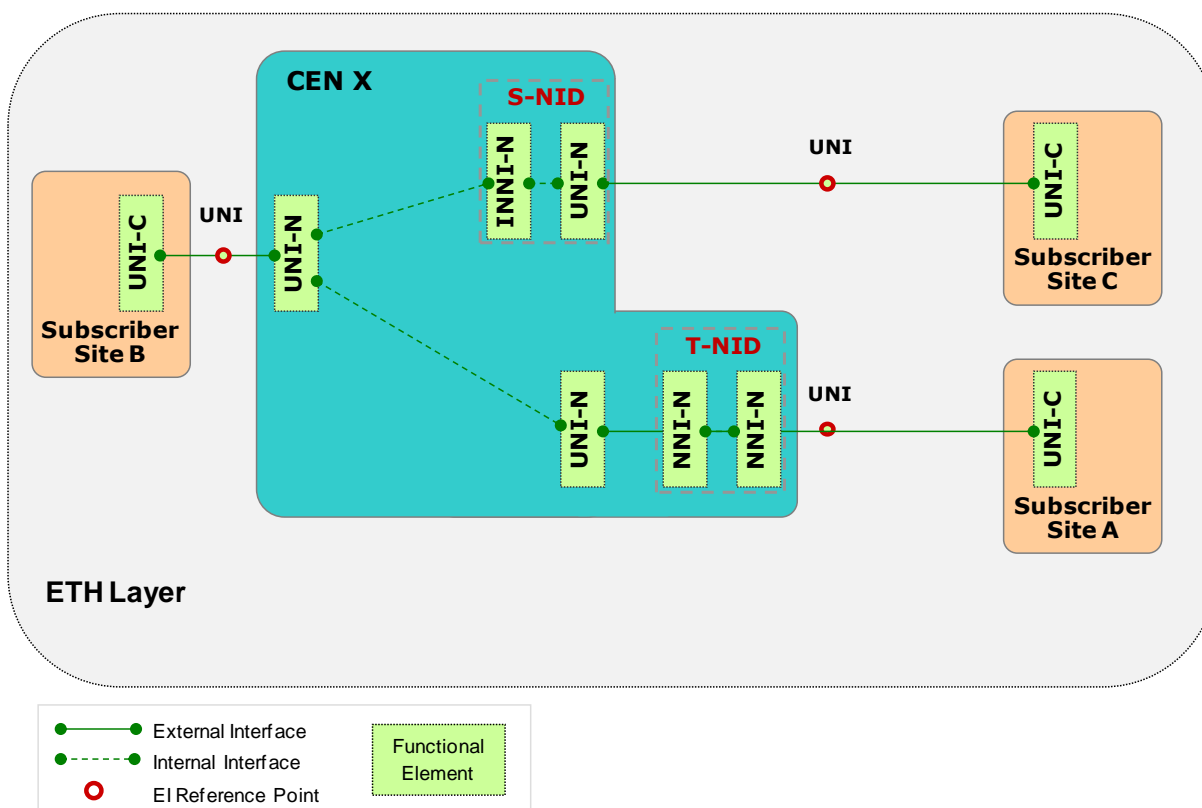 CEN X
S-NID
INNI-N
UNI-N
UNI
UNI-C
Subscriber
Site C
UNI-C
Subscriber
Site B
UNI
UNI-N
T-NID
UNI-N
NNI-N
NNI-N
UNI
UNI-C
Subscriber
Site A
ETH Layer
External Interface
Internal Interface
EI Reference Point
Functional
Element